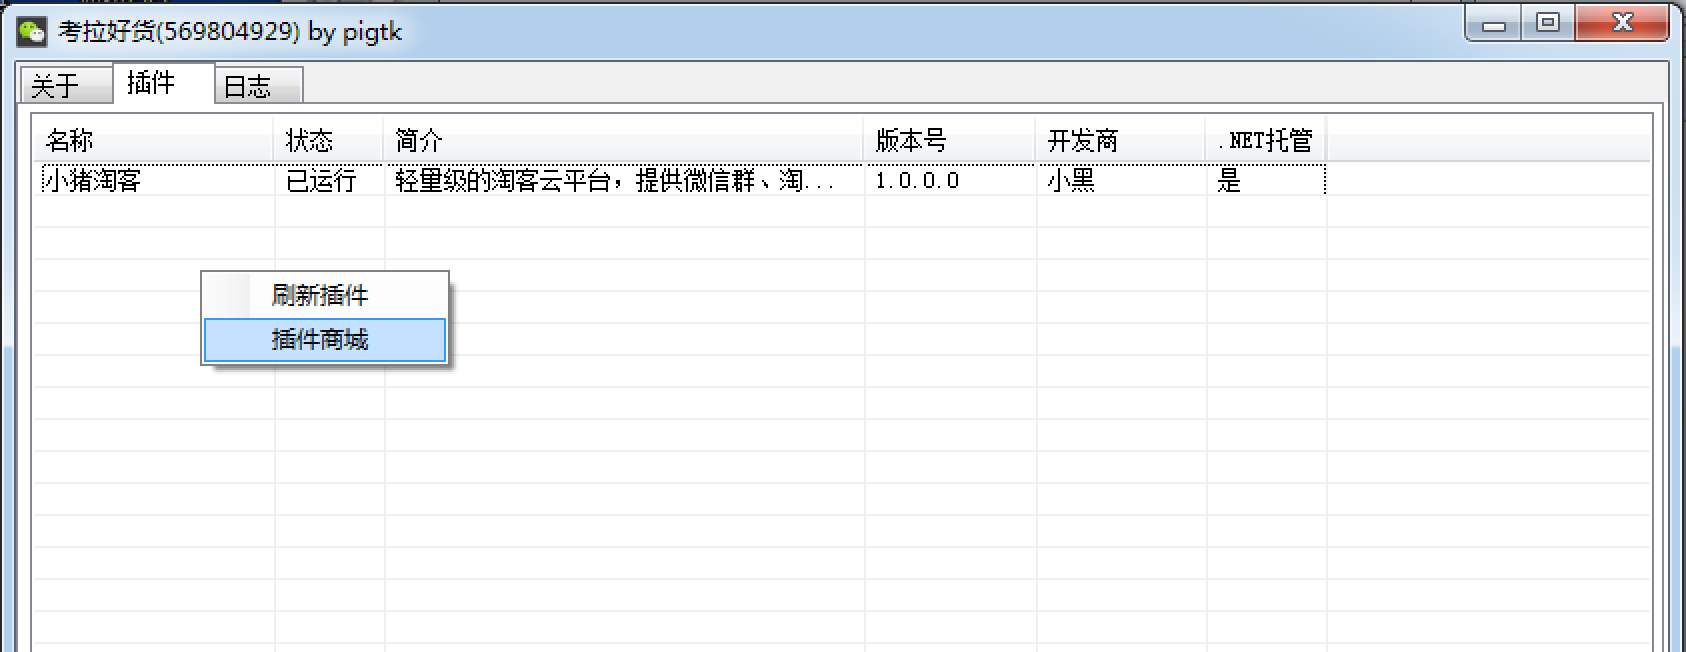 考拉好货(569804929) by pigtk
关于 插件 日志
名称 状态 简介 版本号 开发商 .NET托管
小猪淘客 已运行 轻量级的淘客云平台，提供微信群、淘... 1.0.0.0 小黑 是
刷新插件
插件商城